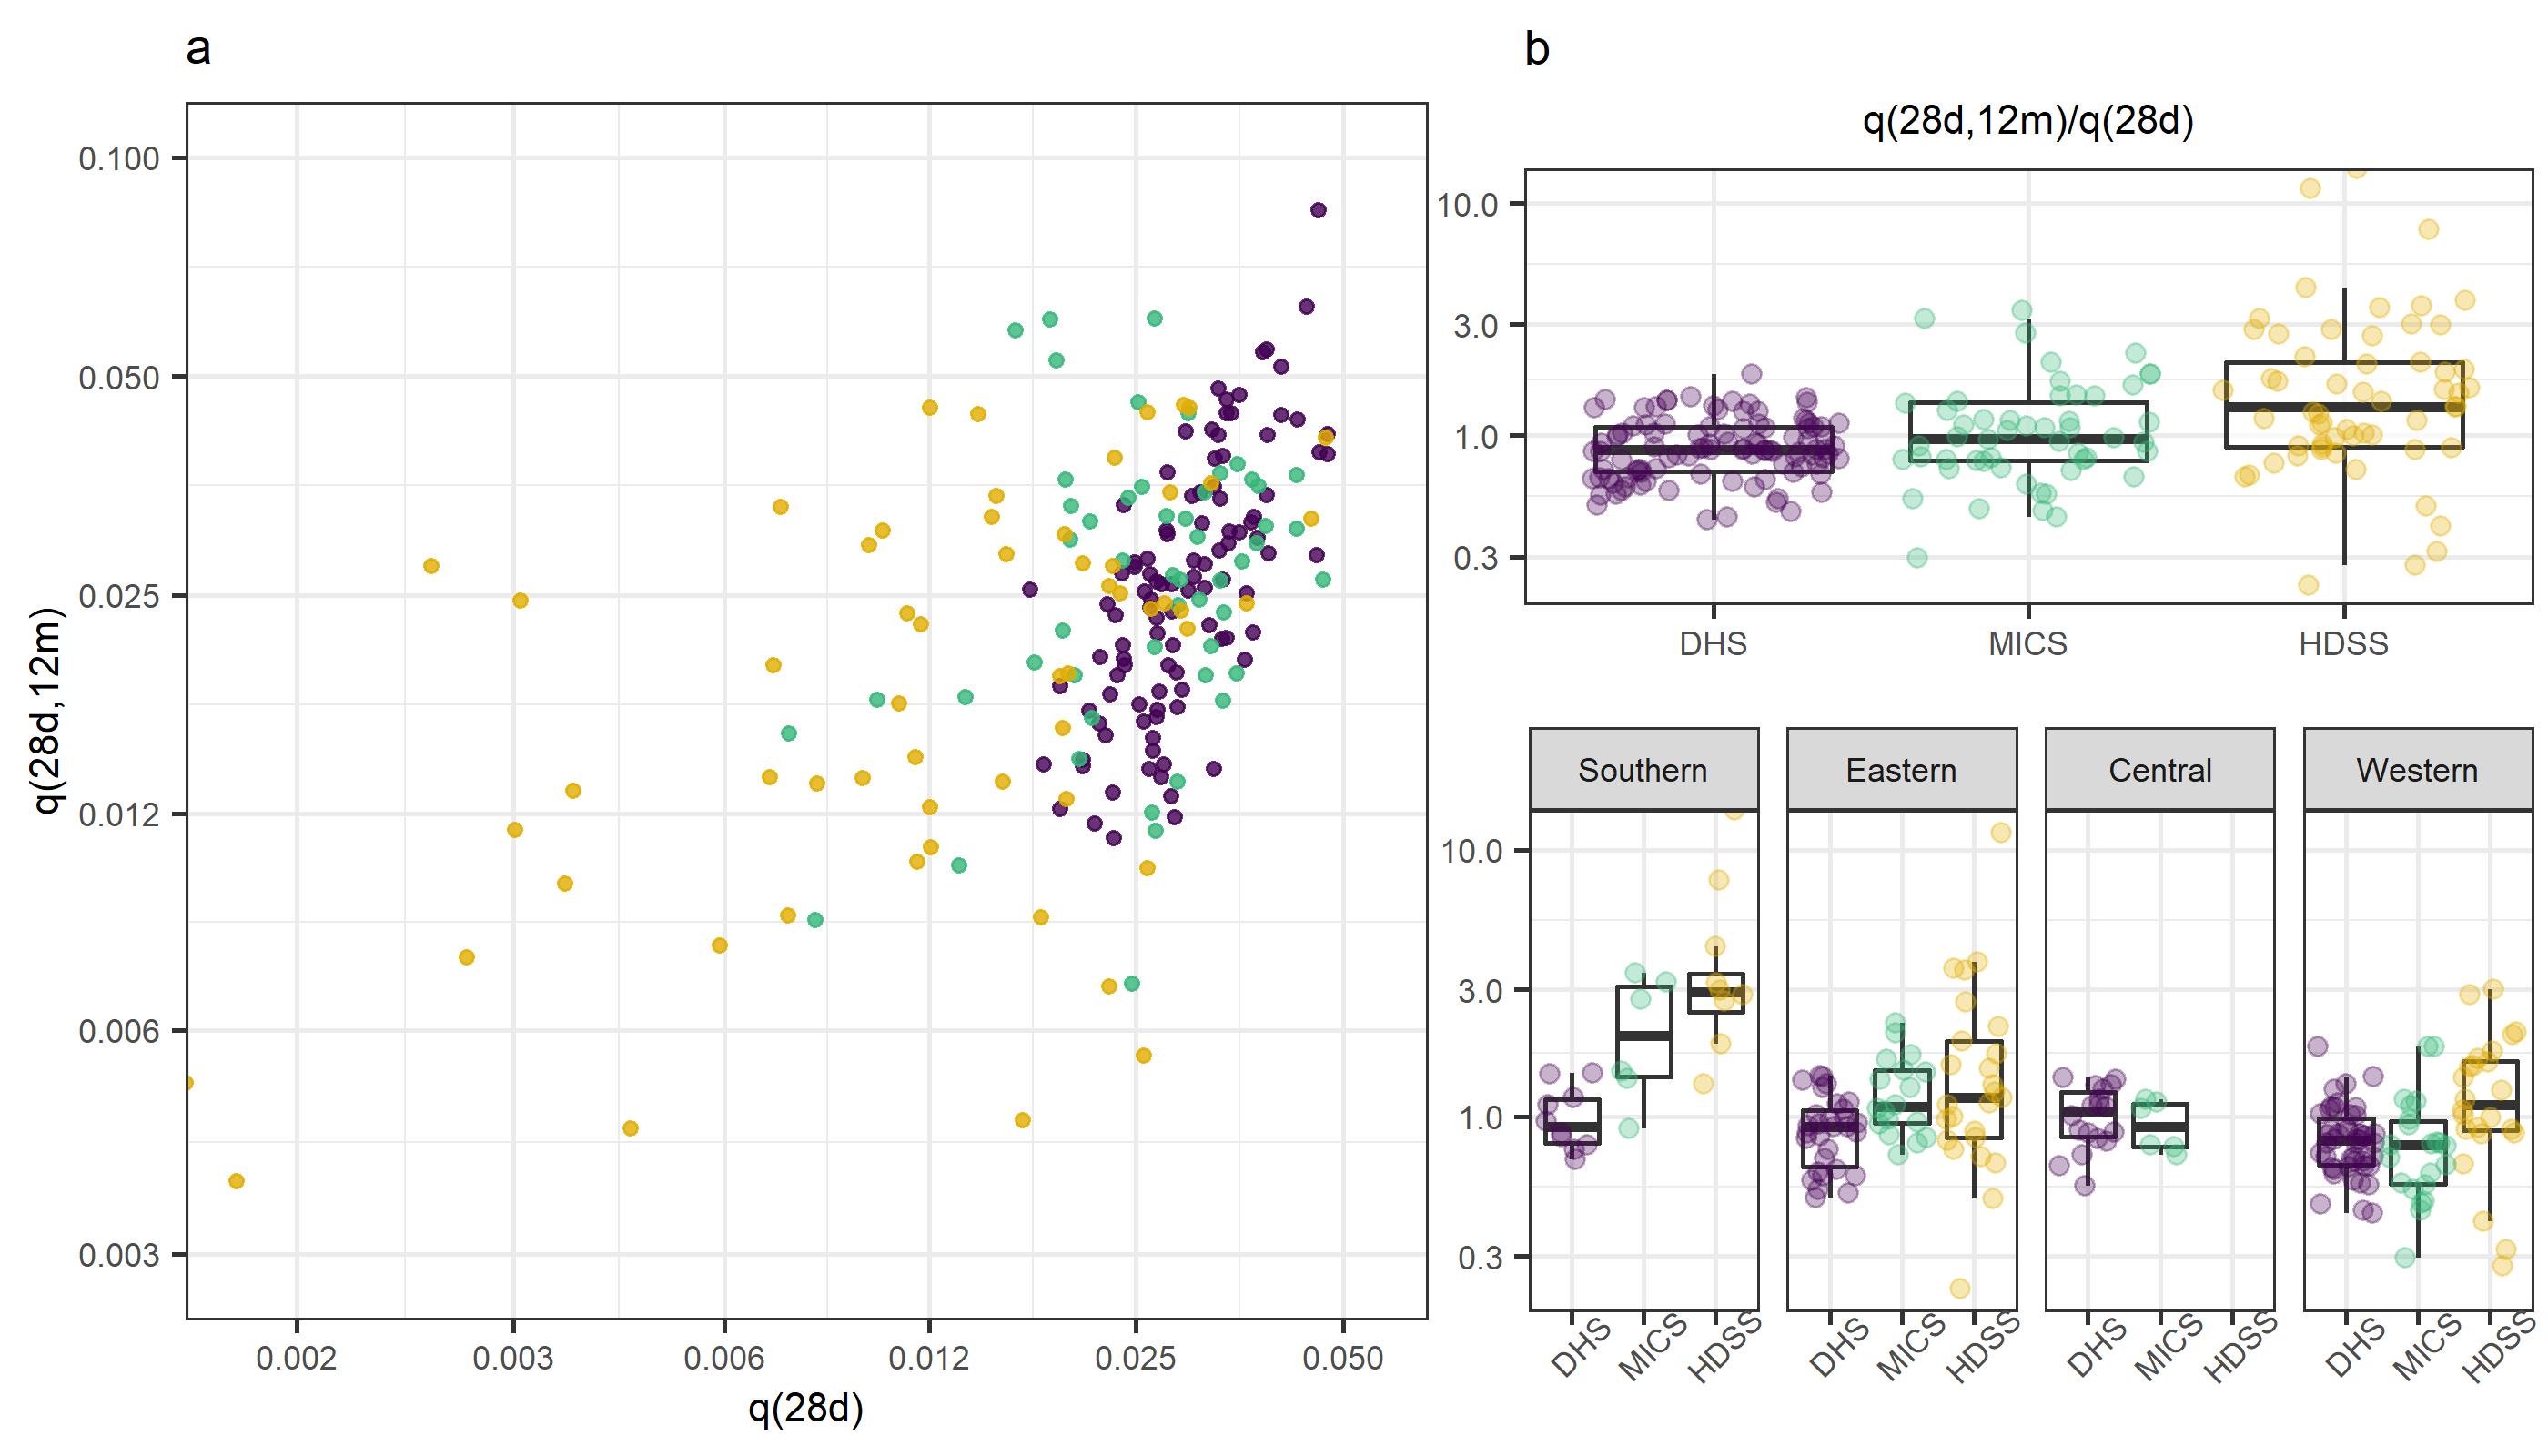 a
0.100
0.050
0.025
0.012
0.006
0.003
q(28d,12m)
0.002 0.003 0.006 0.012 0.025 0.050
q(28d)
b
q(28d,12m)/q(28d)
10.0
3.0
1.0
0.3
DHS MICS HDSS
Southern Eastern Central Western
10.0
3.0
1.0
0.3
DHS MICS HDSS DHS MICS HDSS DHS MICS HDSS DHS MICS HDSS